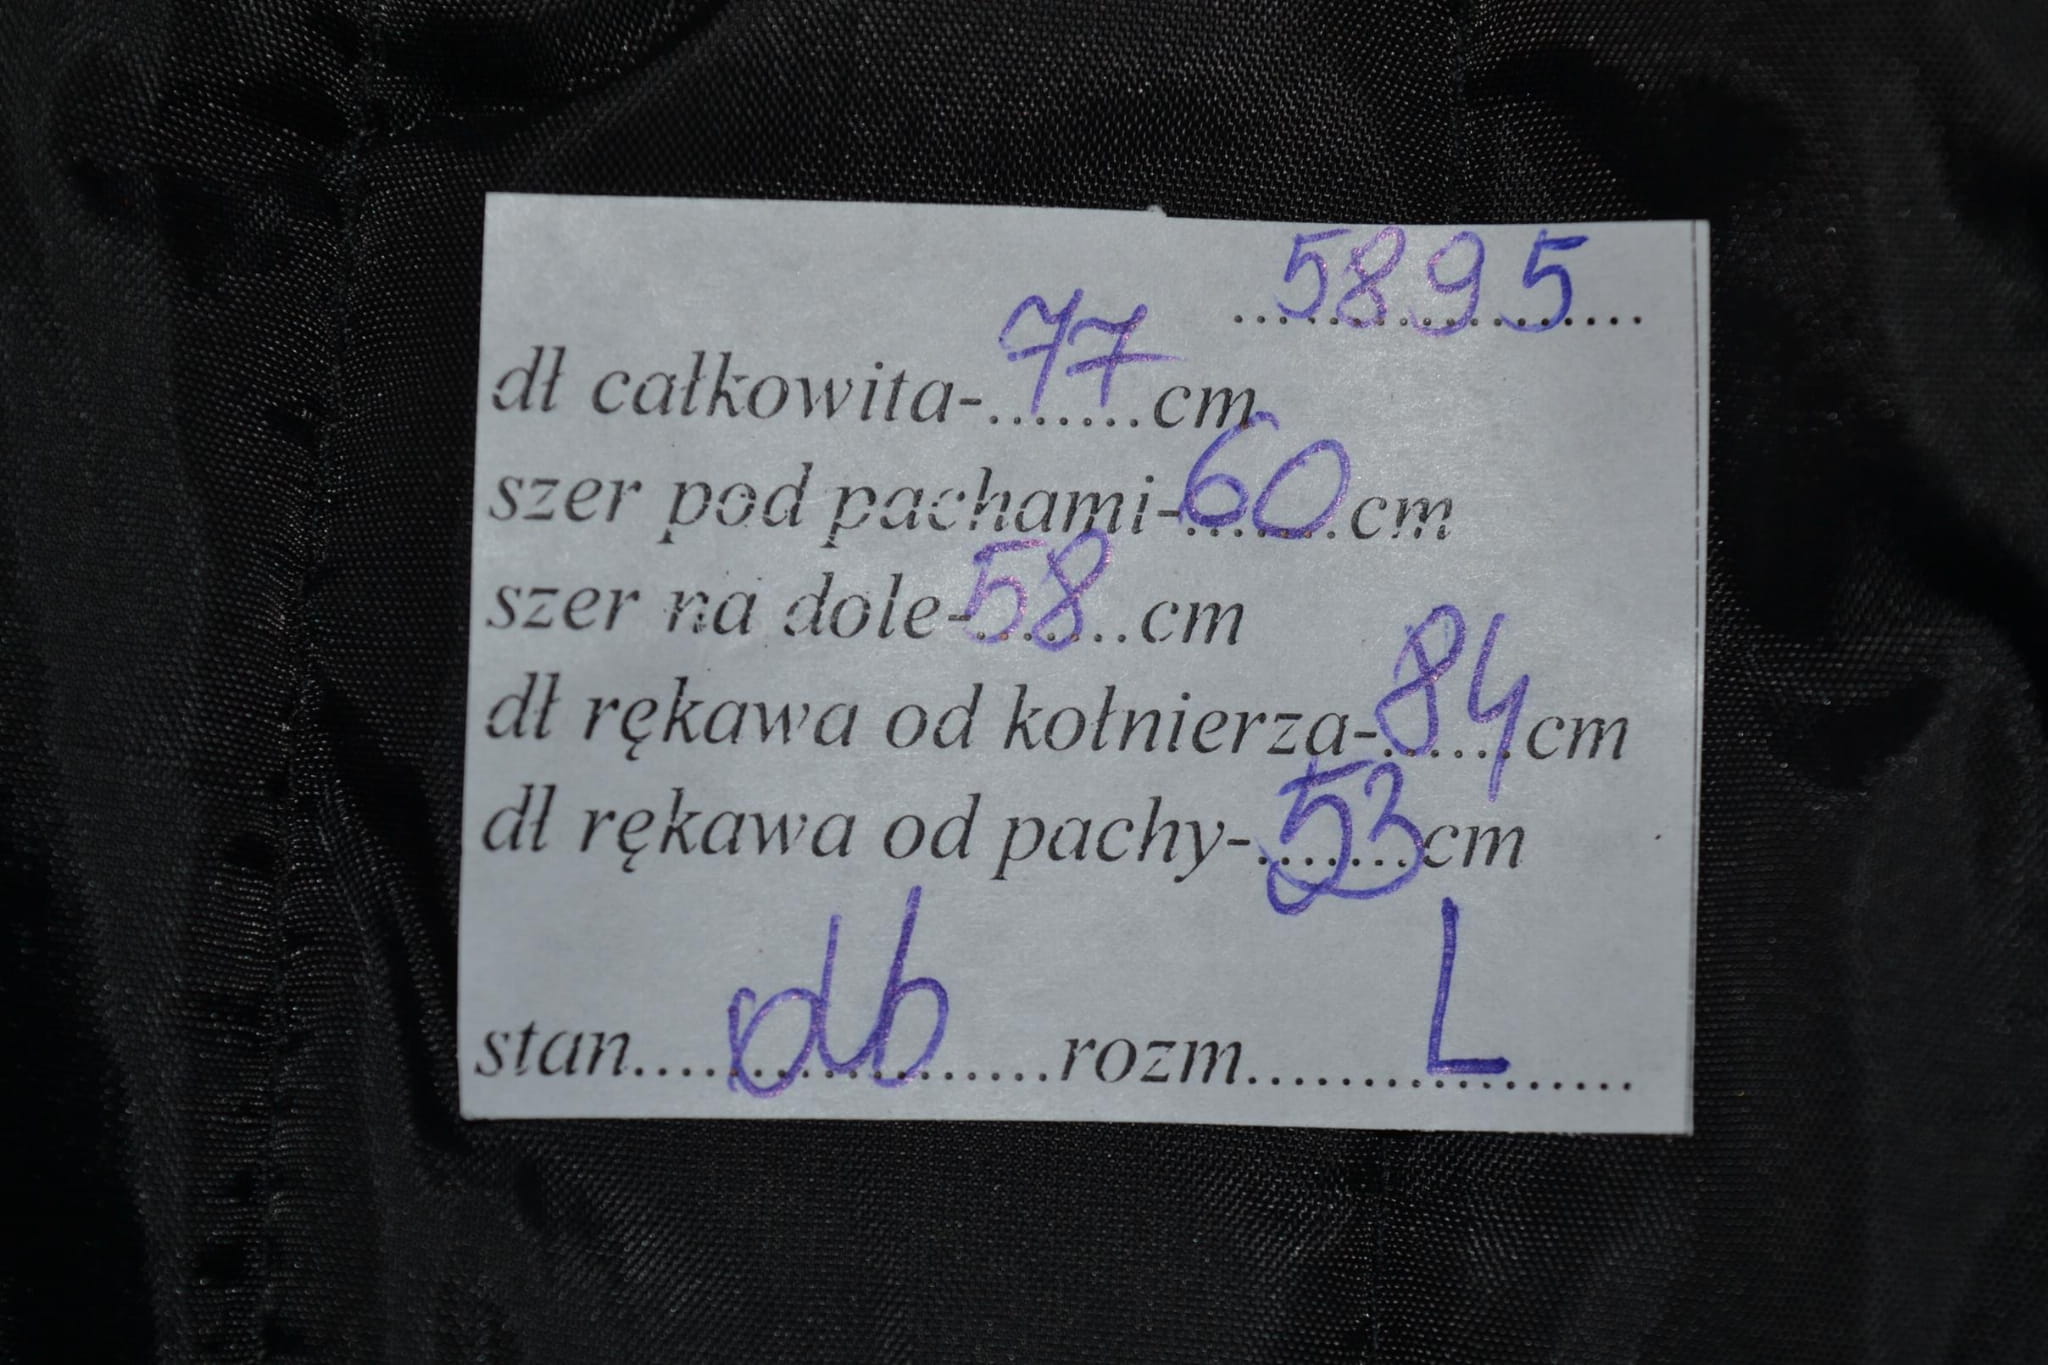 5895
dł całkowita-77cm
szer pod pachami-60cm
szer na dole-58cm
dł rękawa od kołnierza-84cm
dł rękawa od pachy-53cm
stan....db....rozm....L....